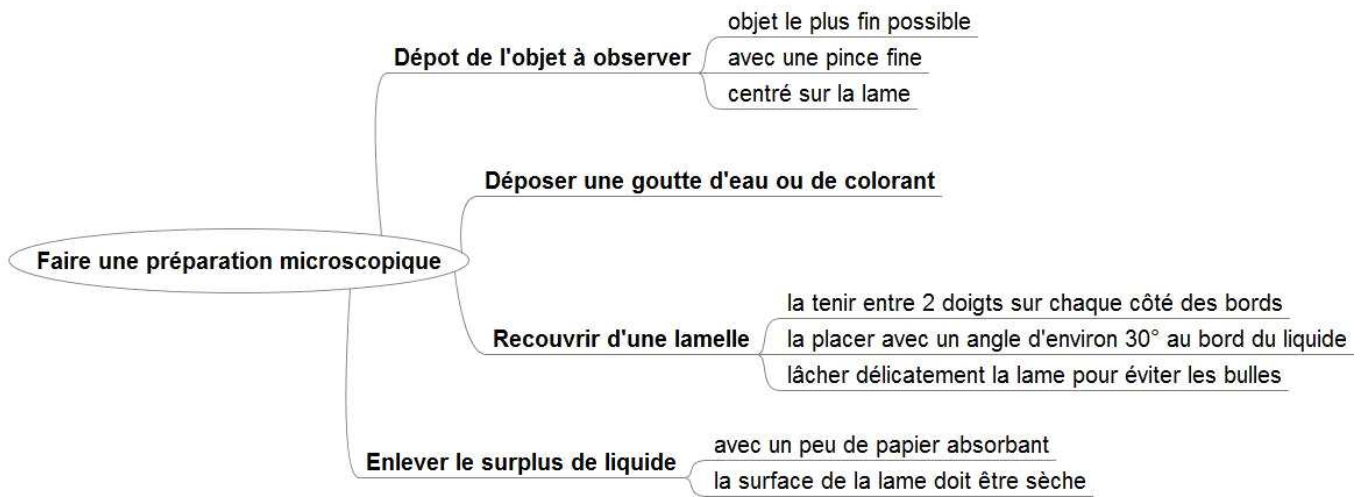 objet le plus fin possible
Dépot de l'objet à observer
avec une pince fine
centré sur la lame
Déposer une goutte d'eau ou de colorant
Faire une préparation microscopique
la tenir entre 2 doigts sur chaque côté des bords
Recouvrir d'une lamelle
la placer avec un angle d'environ 30° au bord du liquide
lâcher délicatement la lame pour éviter les bulles
avec un peu de papier absorbant
Enlever le surplus de liquide
la surface de la lame doit être sèche